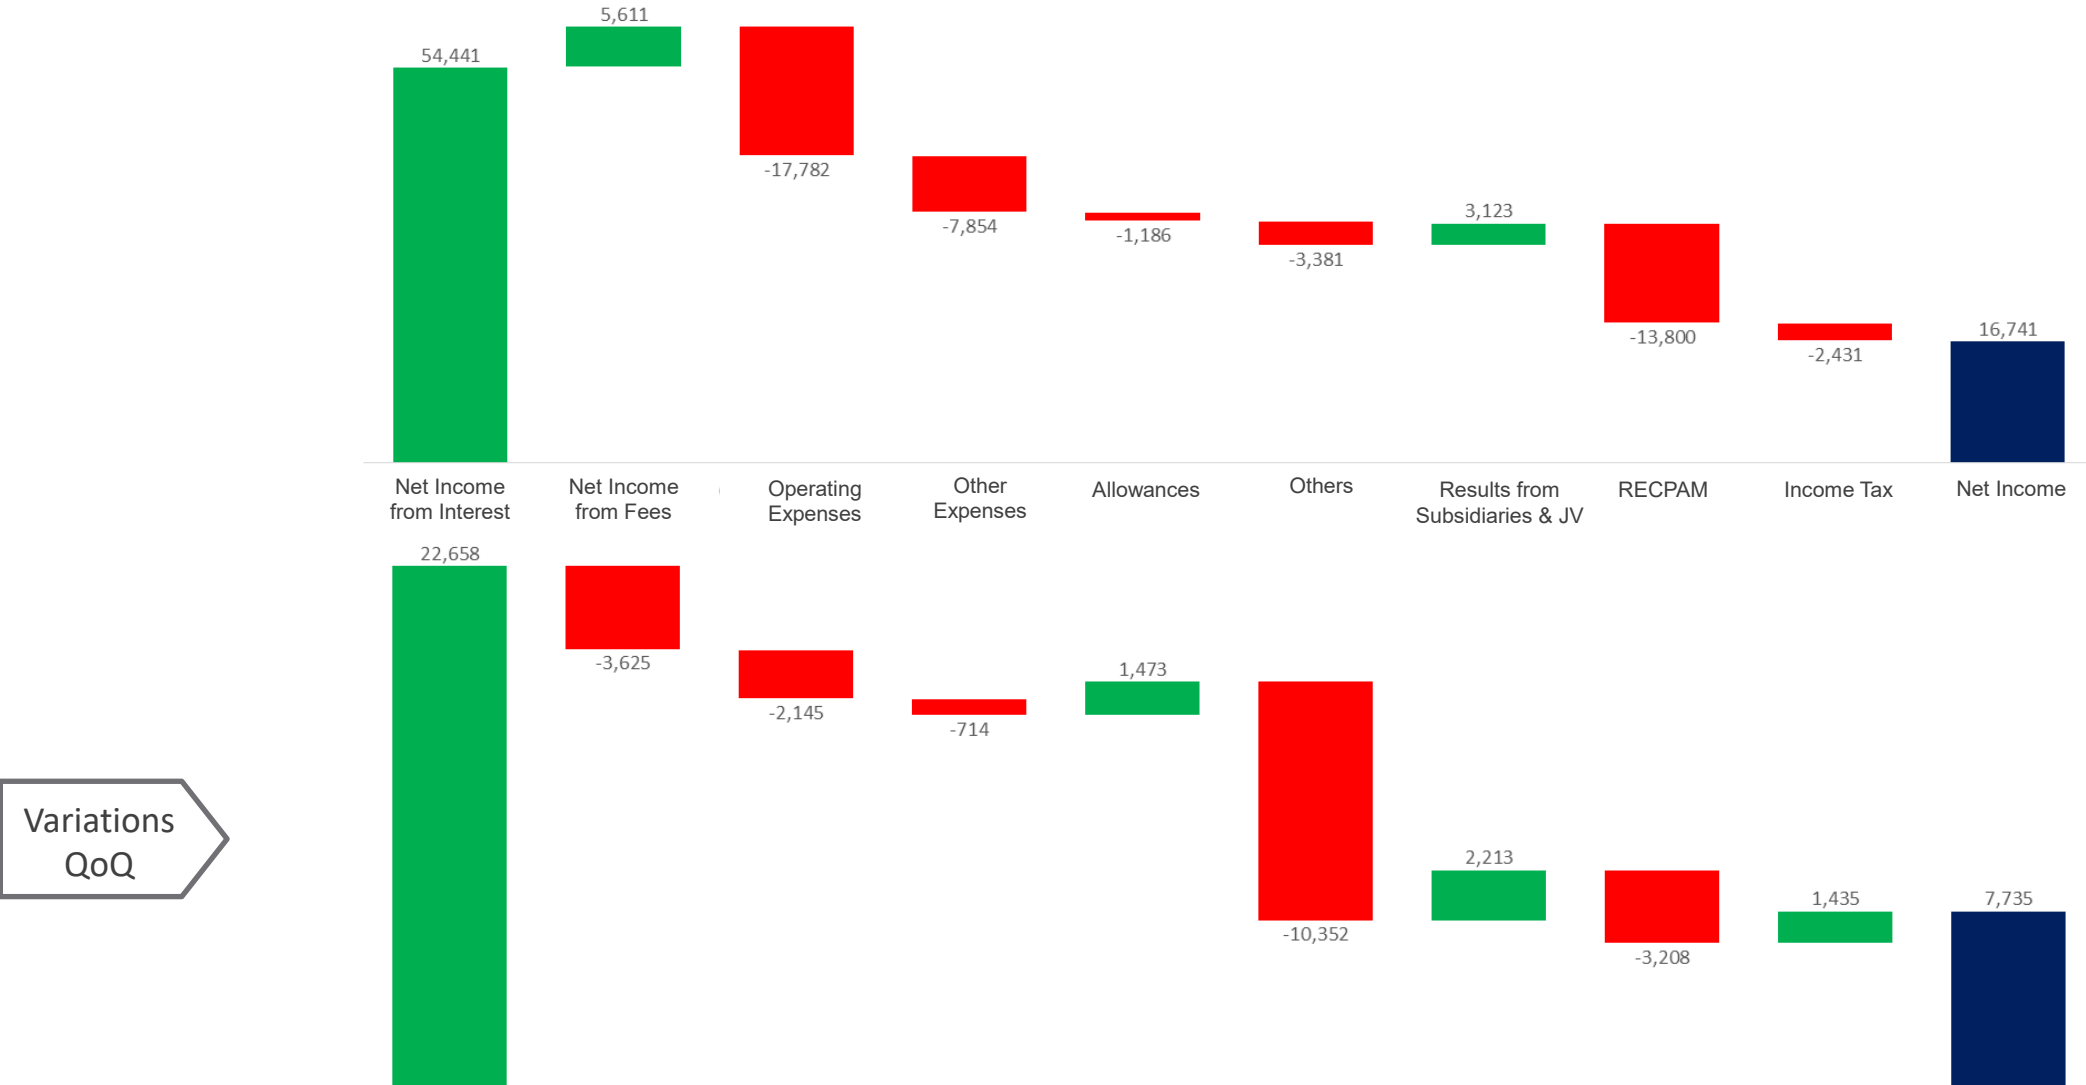 5,611
54,441
-17,782
-7,854
-1,186
-3,381
3,123
-13,800
-2,431
16,741
Net Income
from Interest
Net Income
from Fees
Operating
Expenses
Other
Expenses
Allowances
Others
Results from
Subsidiaries & JV
RECPAM
Income Tax
Net Income
22,658
-3,625
-2,145
-714
1,473
-10,352
2,213
-3,208
1,435
7,735
Variations
QoQ